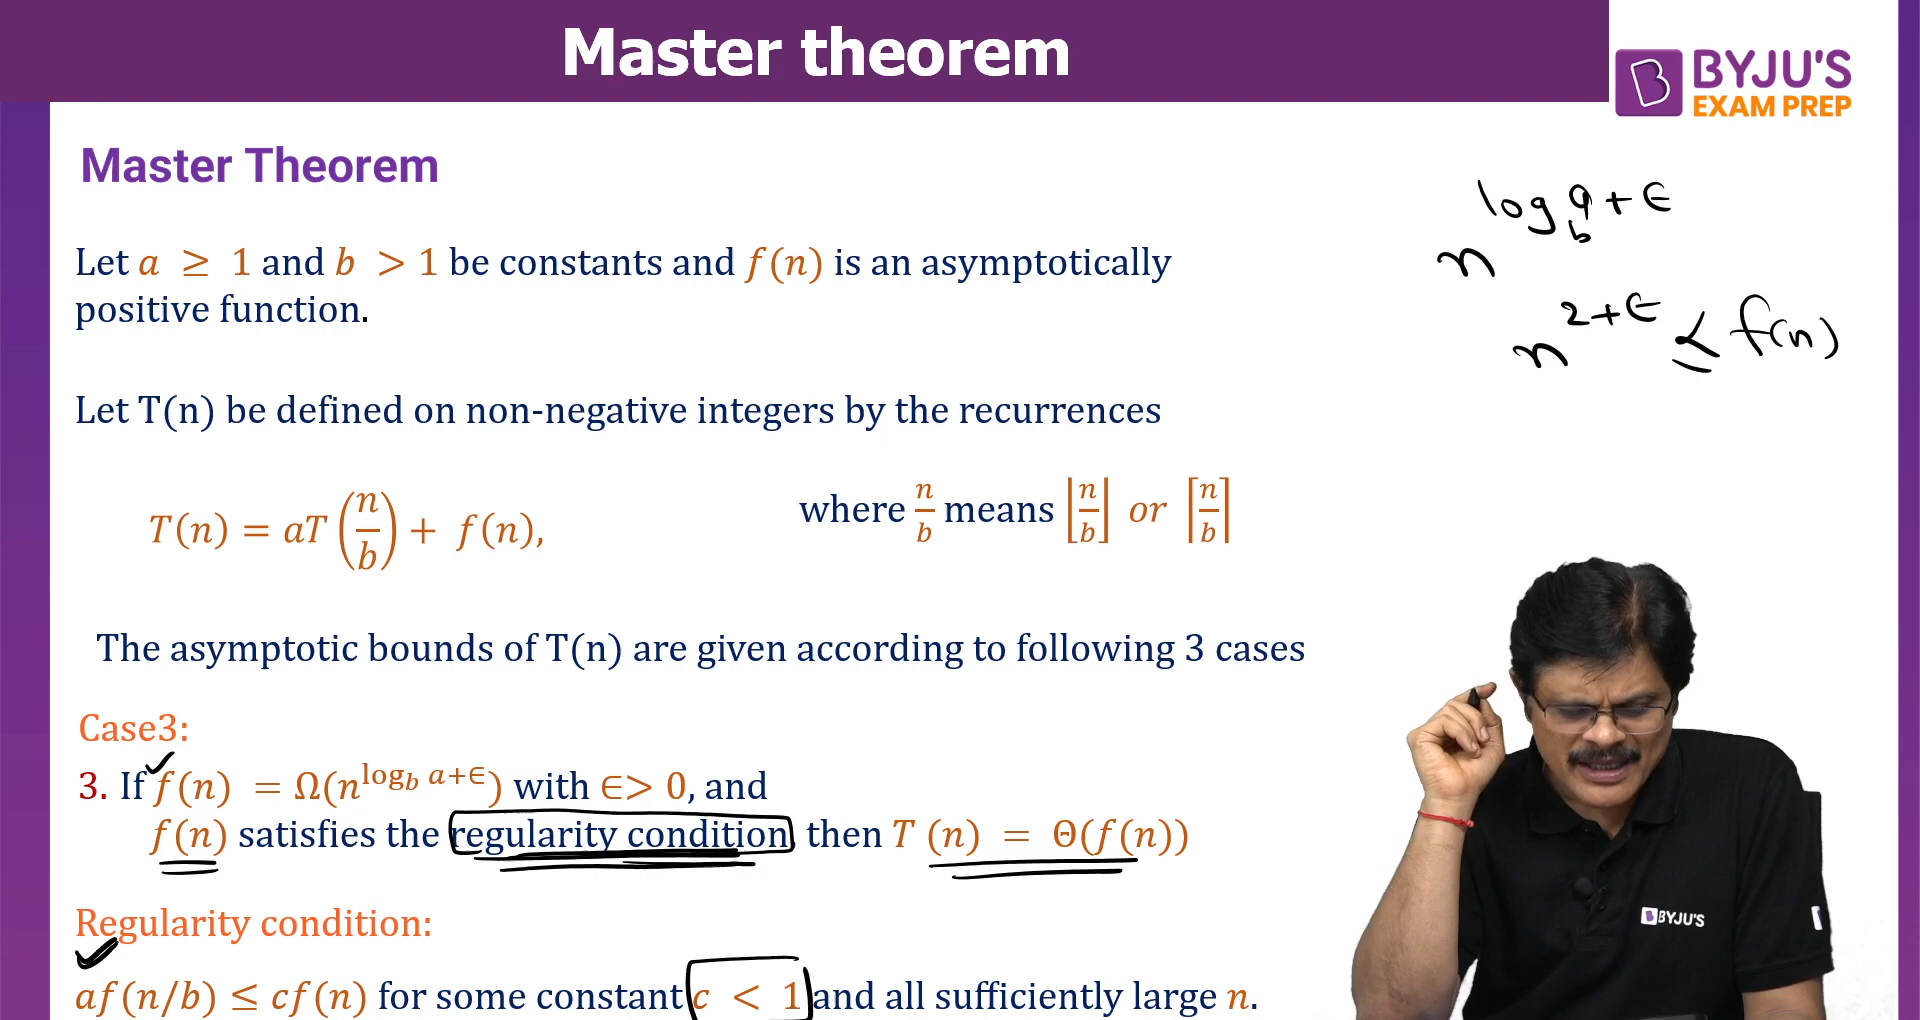 Master theorem
BYJU'S
EXAM PREP
Master Theorem
n^(log_b a+∈)
Let a ≥ 1 and b > 1 be constants and f(n) is an asymptotically
positive function.
n^(2+∈) ≤ f(n)
Let T(n) be defined on non-negative integers by the recurrences
T(n) = aT(n/b) + f(n), where n/b means ⌊n/b⌋ or ⌈n/b⌉
The asymptotic bounds of T(n) are given according to following 3 cases
Case3:
3. If f(n) = Ω(n^(log_b a+∈)) with ∈> 0, and
f(n) satisfies the regularity condition, then T (n) = Θ(f(n))
Regularity condition:
af(n/b) ≤ cf(n) for some constant c < 1 and all sufficiently large n.
BYJU'S